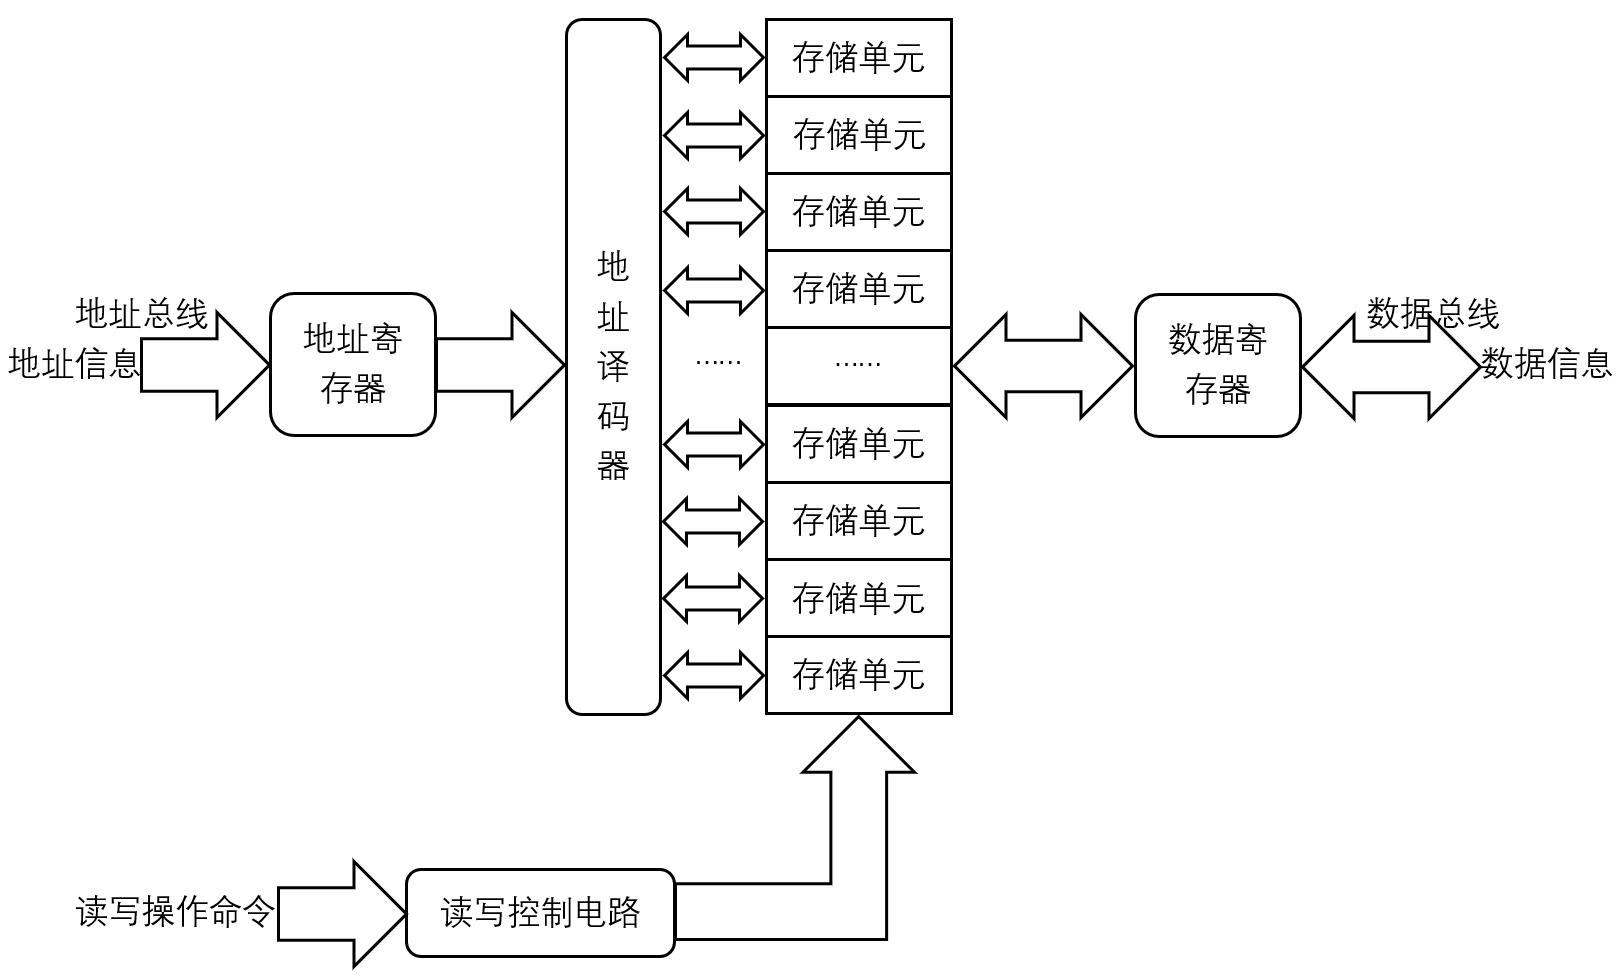 地址总线
地址信息
地址寄
存器
地
址
译
码
器
……
存储单元
存储单元
存储单元
存储单元
……
存储单元
存储单元
存储单元
存储单元
数据寄
存器
数据总线
数据信息
读写操作命令
读写控制电路